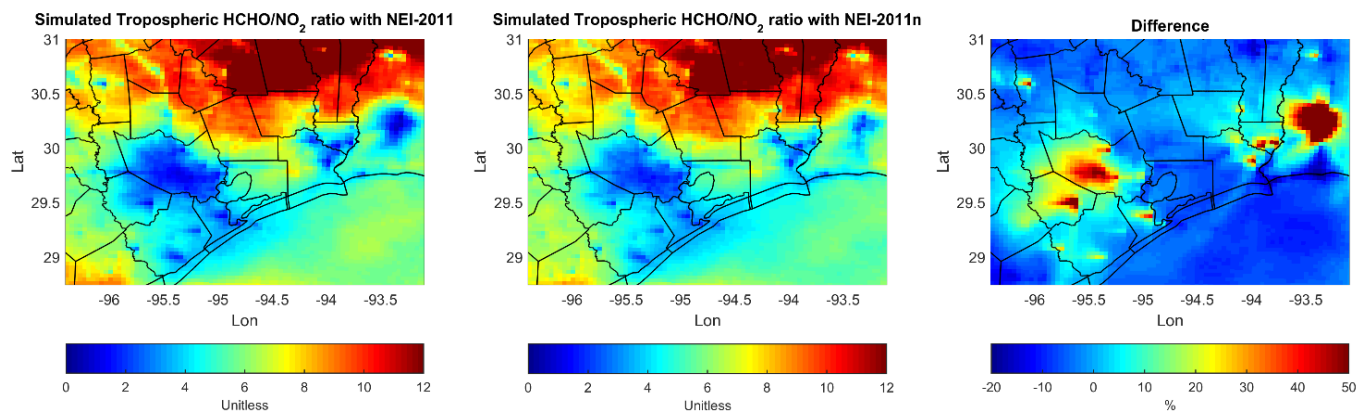 Simulated Tropospheric HCHO/NO2 ratio with NEI-2011
31
30.5
30
29.5
29
Lat
-96 -95.5 -95 -94.5 -94 -93.5
Lon
0 2 4 6 8 10 12
Unitless
Simulated Tropospheric HCHO/NO2 ratio with NEI-2011n
31
30.5
30
29.5
29
Lat
-96 -95.5 -95 -94.5 -94 -93.5
Lon
0 2 4 6 8 10 12
Unitless
Difference
31
30.5
30
29.5
29
Lat
-96 -95.5 -95 -94.5 -94 -93.5
Lon
-20 -10 0 10 20 30 40 50
%